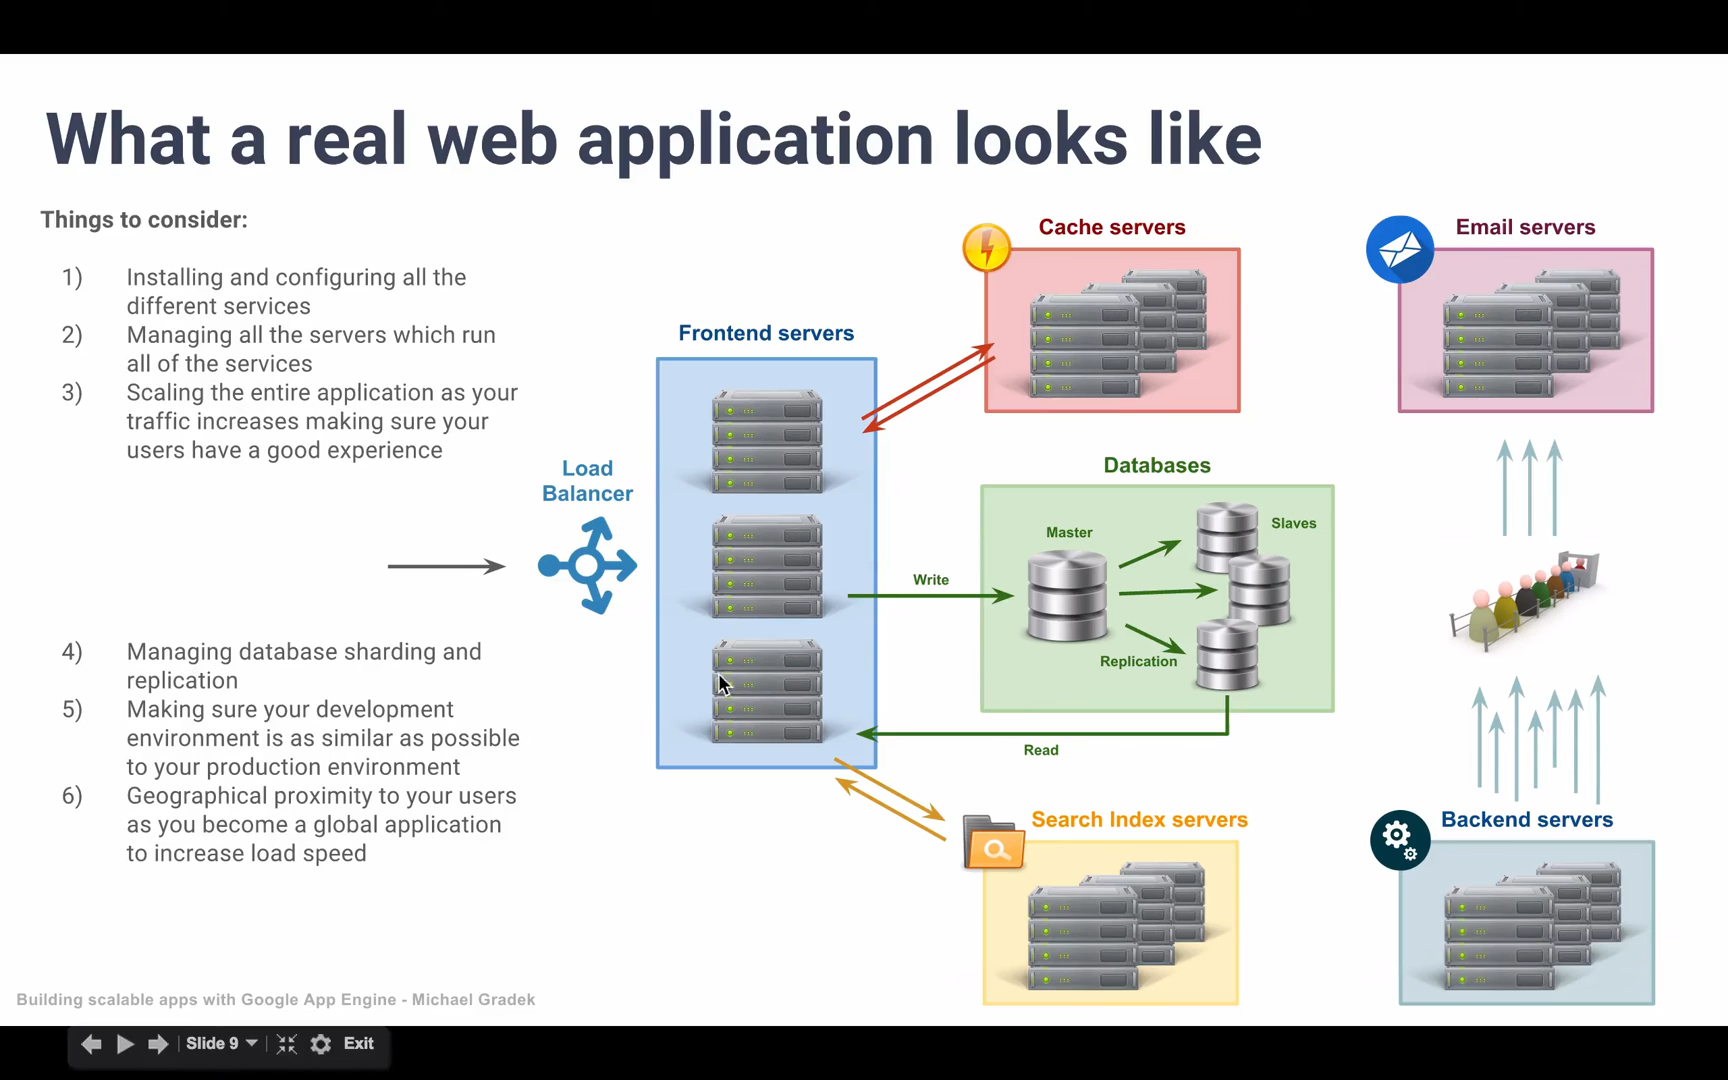 What a real web application looks like
Things to consider:
1) Installing and configuring all the
different services
2) Managing all the servers which run
all of the services
3) Scaling the entire application as your
traffic increases making sure your
users have a good experience
4) Managing database sharding and
replication
5) Making sure your development
environment is as similar as possible
to your production environment
6) Geographical proximity to your users
as you become a global application
to increase load speed
Load
Balancer
Frontend servers
Cache servers
Email servers
Databases
Master
Slaves
Write
Replication
Read
Search Index servers
Backend servers
Building scalable apps with Google App Engine - Michael Gradek
Slide 9
Exit